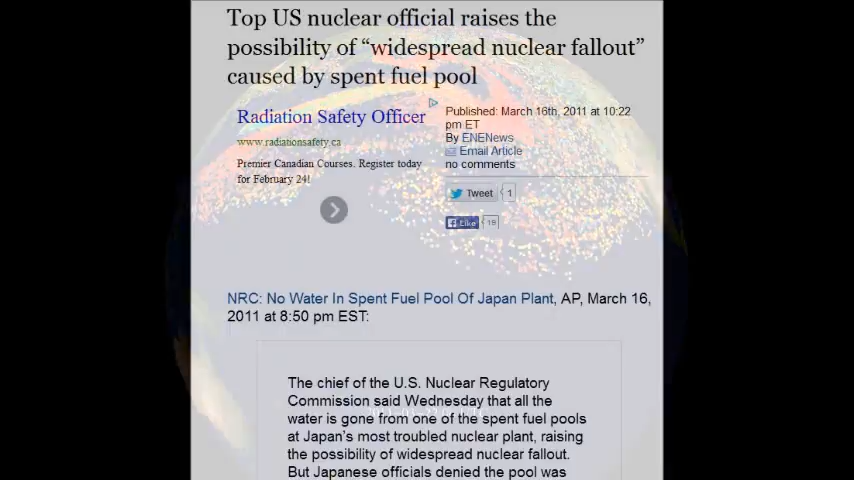 Top US nuclear official raises the
possibility of “widespread nuclear fallout”
caused by spent fuel pool
Radiation Safety Officer
www.radiationsafety.ca
Premier Canadian Courses. Register today
for February 24!
Published: March 16th, 2011 at 10:22
pm ET
By ENENews
Email Article
no comments
Tweet 1
Like 19
NRC: No Water In Spent Fuel Pool Of Japan Plant, AP, March 16,
2011 at 8:50 pm EST:
The chief of the U.S. Nuclear Regulatory
Commission said Wednesday that all the
water is gone from one of the spent fuel pools
at Japan’s most troubled nuclear plant, raising
the possibility of widespread nuclear fallout.
But Japanese officials denied the pool was